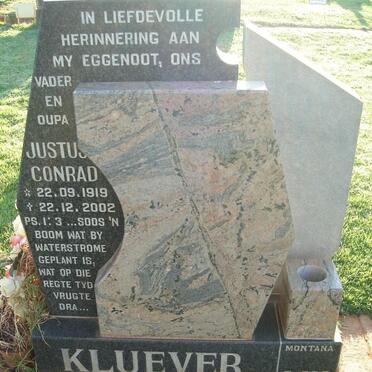 IN LIEFDEVOLLE
HERINNERING AAN
MY EGGENOOT, ONS
VADER
EN
OUPA
JUSTUS
CONRAD
* 22.09.1919
† 22.12.2002
PS.1:3 ...SOOS 'N
BOOM WAT BY
WATERSTROME
GEPLANT IS,
WAT OP DIE
REGTE TYD
VRUGTE
DRA...
KLUEVER
MONTANA